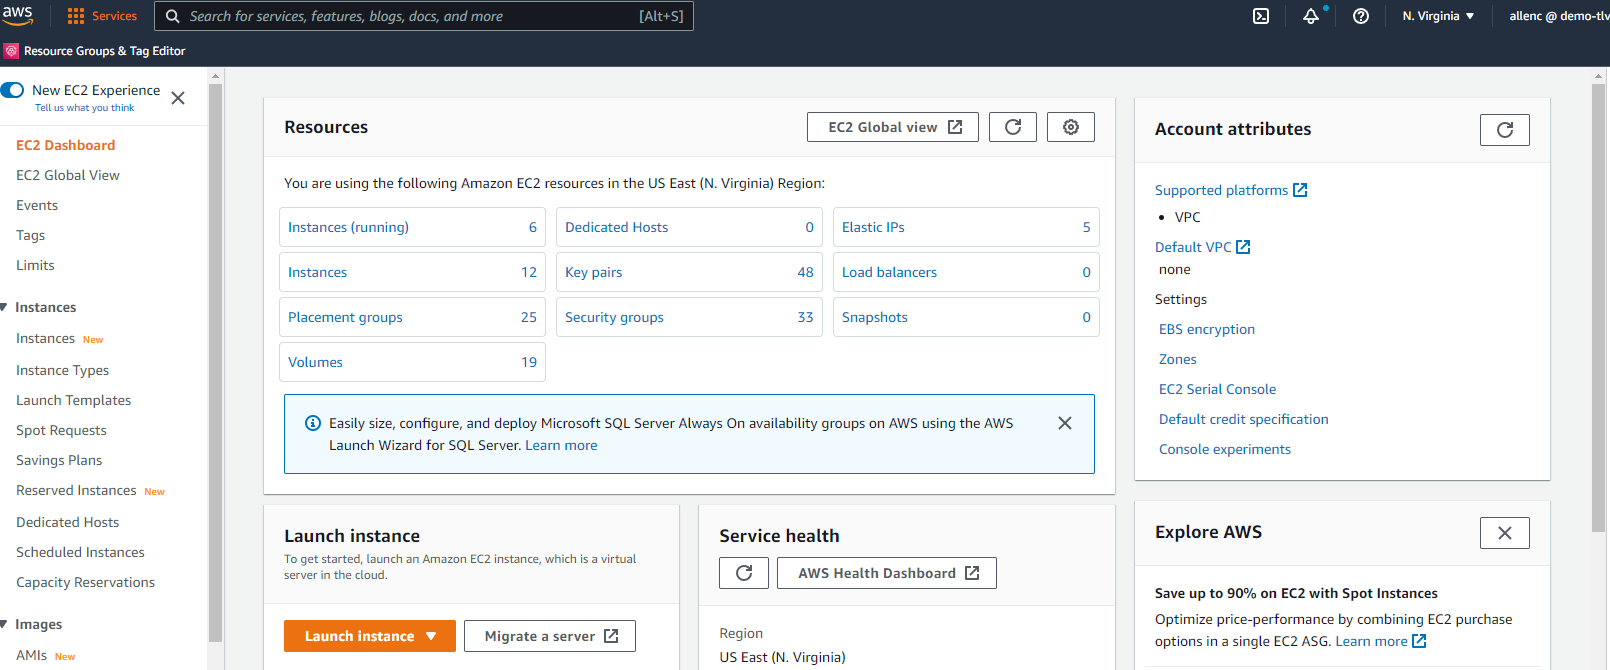 aws
Services
Search for services, features, blogs, docs, and more
[Alt+S]
N. Virginia ▼
allenc @ demo-tlv
Resource Groups & Tag Editor
New EC2 Experience
Tell us what you think
EC2 Dashboard
EC2 Global View
Events
Tags
Limits
Instances
Instances New
Instance Types
Launch Templates
Spot Requests
Savings Plans
Reserved Instances New
Dedicated Hosts
Scheduled Instances
Capacity Reservations
Images
AMIs New
Resources
EC2 Global view
You are using the following Amazon EC2 resources in the US East (N. Virginia) Region:
Instances (running) 6
Dedicated Hosts 0
Elastic IPs 5
Instances 12
Key pairs 48
Load balancers 0
Placement groups 25
Security groups 33
Snapshots 0
Volumes 19
Easily size, configure, and deploy Microsoft SQL Server Always On availability groups on AWS using the AWS
Launch Wizard for SQL Server. Learn more
Launch instance
To get started, launch an Amazon EC2 instance, which is a virtual
server in the cloud.
Launch instance ▼
Migrate a server
Service health
AWS Health Dashboard
Region
US East (N. Virginia)
Account attributes
Supported platforms
• VPC
Default VPC
none
Settings
EBS encryption
Zones
EC2 Serial Console
Default credit specification
Console experiments
Explore AWS
Save up to 90% on EC2 with Spot Instances
Optimize price-performance by combining EC2 purchase
options in a single EC2 ASG. Learn more